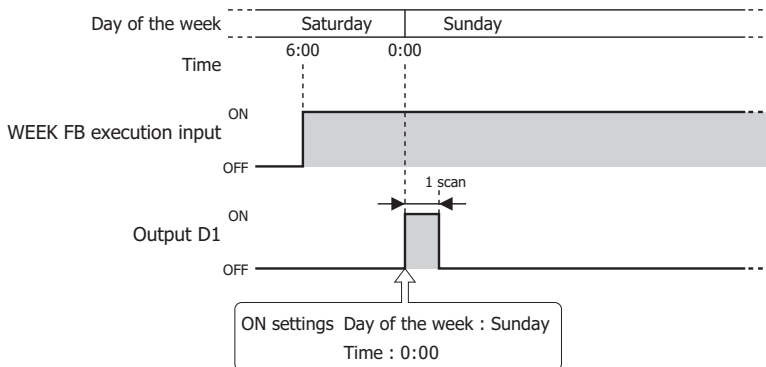 Day of the week Saturday Sunday
Time 6:00 0:00
ON
WEEK FB execution input
OFF
1 scan
ON
Output D1
OFF
ON settings Day of the week : Sunday
Time : 0:00